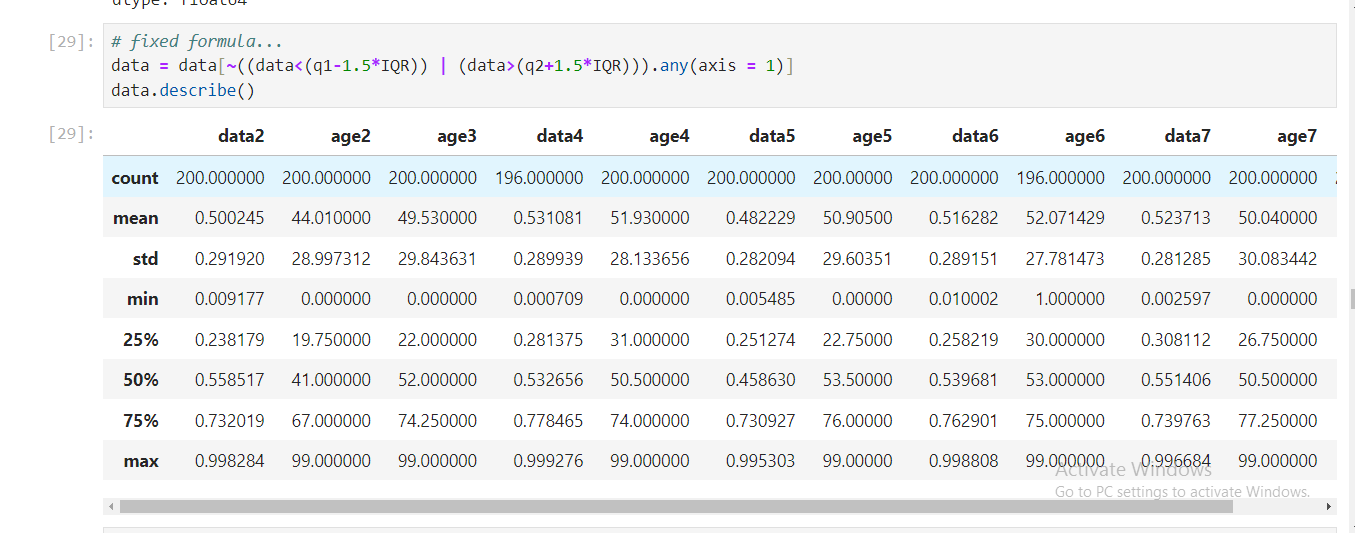 dtype: float64
[29]: # fixed formula...
data = data[~((data<(q1-1.5*IQR)) | (data>(q2+1.5*IQR))).any(axis = 1)]
data.describe()
[29]: data2 age2 age3 data4 age4 data5 age5 data6 age6 data7 age7
count 200.000000 200.000000 200.000000 196.000000 200.000000 200.000000 200.00000 200.000000 196.000000 200.000000 200.000000
mean 0.500245 44.010000 49.530000 0.531081 51.930000 0.482229 50.90500 0.516282 52.071429 0.523713 50.040000
std 0.291920 28.997312 29.843631 0.289939 28.133656 0.282094 29.60351 0.289151 27.781473 0.281285 30.083442
min 0.009177 0.000000 0.000000 0.000709 0.000000 0.005485 0.00000 0.010002 1.000000 0.002597 0.000000
25% 0.238179 19.750000 22.000000 0.281375 31.000000 0.251274 22.75000 0.258219 30.000000 0.308112 26.750000
50% 0.558517 41.000000 52.000000 0.532656 50.500000 0.458630 53.50000 0.539681 53.000000 0.551406 50.500000
75% 0.732019 67.000000 74.250000 0.778465 74.000000 0.730927 76.00000 0.762901 75.000000 0.739763 77.250000
max 0.998284 99.000000 99.000000 0.999276 99.000000 0.995303 99.00000 0.998808 99.000000 0.996684 99.000000
Activate Windows
Go to PC settings to activate Windows.